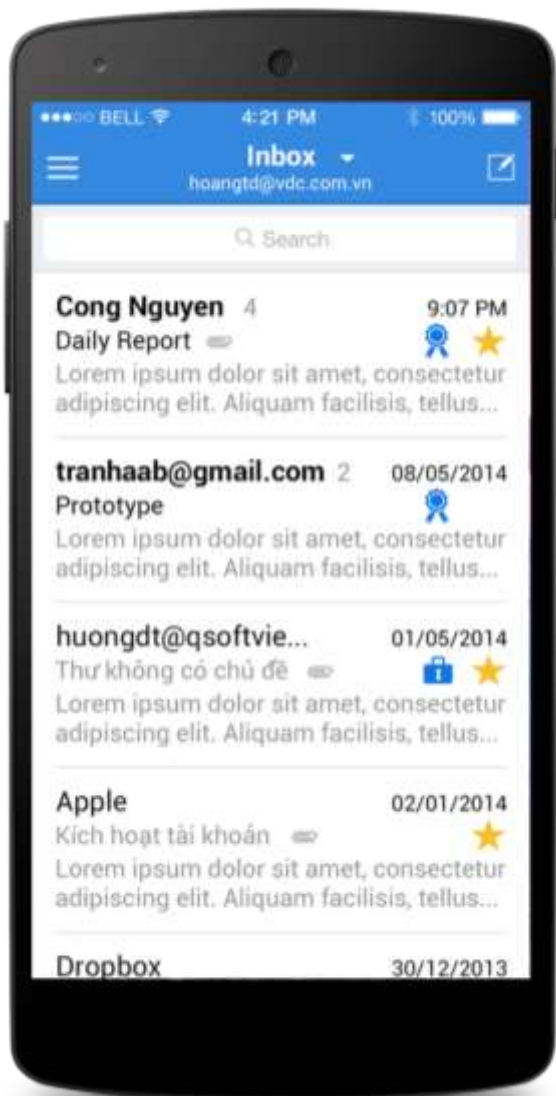 BELL 4:21 PM 100%
Inbox
hoangtd@vdc.com.vn
Search
Cong Nguyen 4 9:07 PM
Daily Report
Lorem ipsum dolor sit amet, consectetur
adipiscing elit. Aliquam facilisis, tellus...
tranhaab@gmail.com 2 08/05/2014
Prototype
Lorem ipsum dolor sit amet, consectetur
adipiscing elit. Aliquam facilisis, tellus...
huongdt@qsoftvie... 01/05/2014
Thư không có chủ đề
Lorem ipsum dolor sit amet, consectetur
adipiscing elit. Aliquam facilisis, tellus...
Apple 02/01/2014
Kích hoạt tài khoản
Lorem ipsum dolor sit amet, consectetur
adipiscing elit. Aliquam facilisis, tellus...
Dropbox 30/12/2013